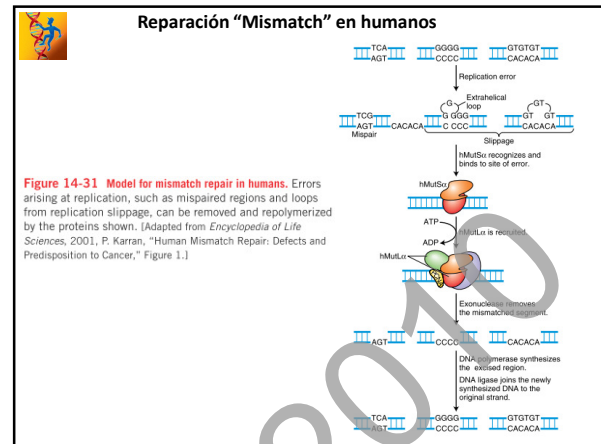 Reparación “Mismatch” en humanos
TCA GGGG GTGTGT
AGT CCCC CACACA
Replication error
Extrahelical
loop
G GT
TCG G GGG GT GT
AGT CACACA C CCC CACACA
Mispair
Slippage
hMutSα recognizes and
binds to site of error.
hMutSα
Figure 14-31 Model for mismatch repair in humans. Errors
arising at replication, such as mispaired regions and loops
from replication slippage, can be removed and repolymerized
by the proteins shown. [Adapted from Encyclopedia of Life
Sciences, 2001, P. Karran, “Human Mismatch Repair: Defects and
Predisposition to Cancer,” Figure 1.]
ATP
hMutLα is recruited.
ADP
hMutLα
Exonuclease removes
the mismatched segment.
AGT CCCC CACACA
DNA polymerase synthesizes
the excised region.
DNA ligase joins the newly
synthesized DNA to the
original strand.
TCA GGGG GTGTGT
AGT CCCC CACACA
2010